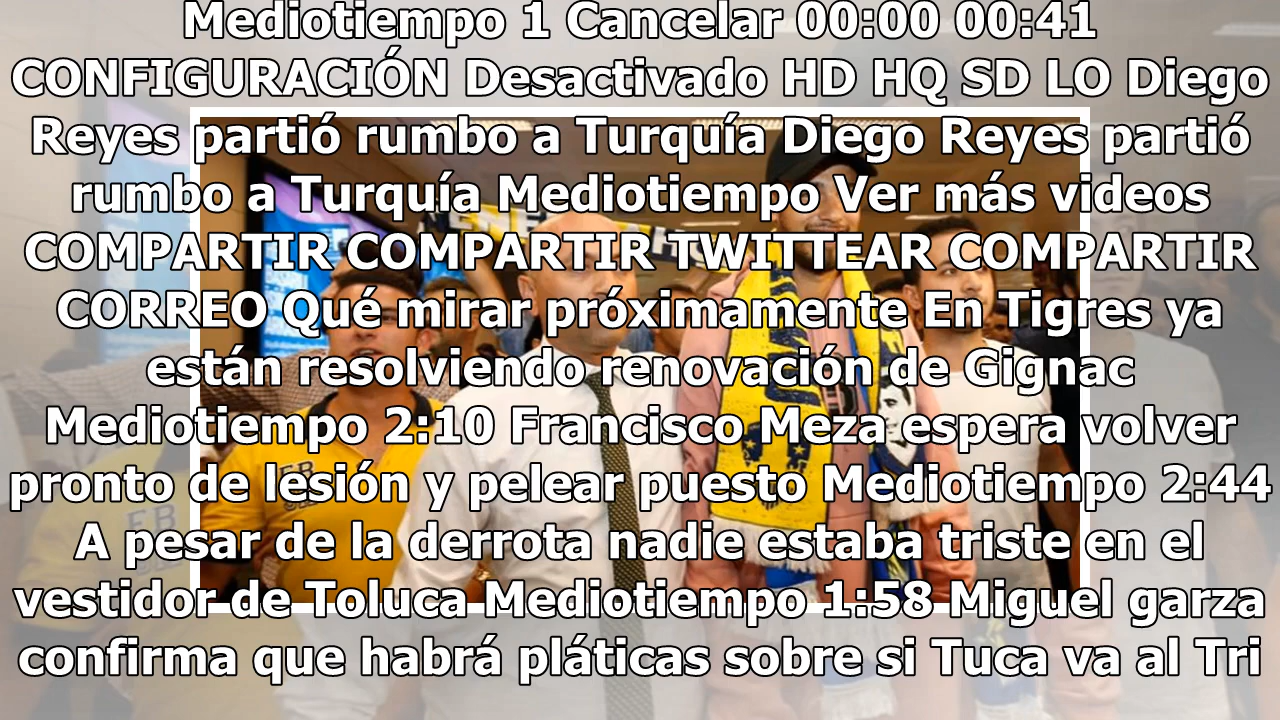 Mediotiempo 1 Cancelar 00:00 00:41
CONFIGURACIÓN Desactivado HD HQ SD LO Diego
Reyes partió rumbo a Turquía Diego Reyes partió
rumbo a Turquía Mediotiempo Ver más videos
COMPARTIR COMPARTIR TWITTEAR COMPARTIR
CORREO Qué mirar próximamente En Tigres ya
están resolviendo renovación de Gignac
Mediotiempo 2:10 Francisco Meza espera volver
pronto de lesión y pelear puesto Mediotiempo 2:44
A pesar de la derrota nadie estaba triste en el
vestidor de Toluca Mediotiempo 1:58 Miguel garza
confirma que habrá pláticas sobre si Tuca va al Tri